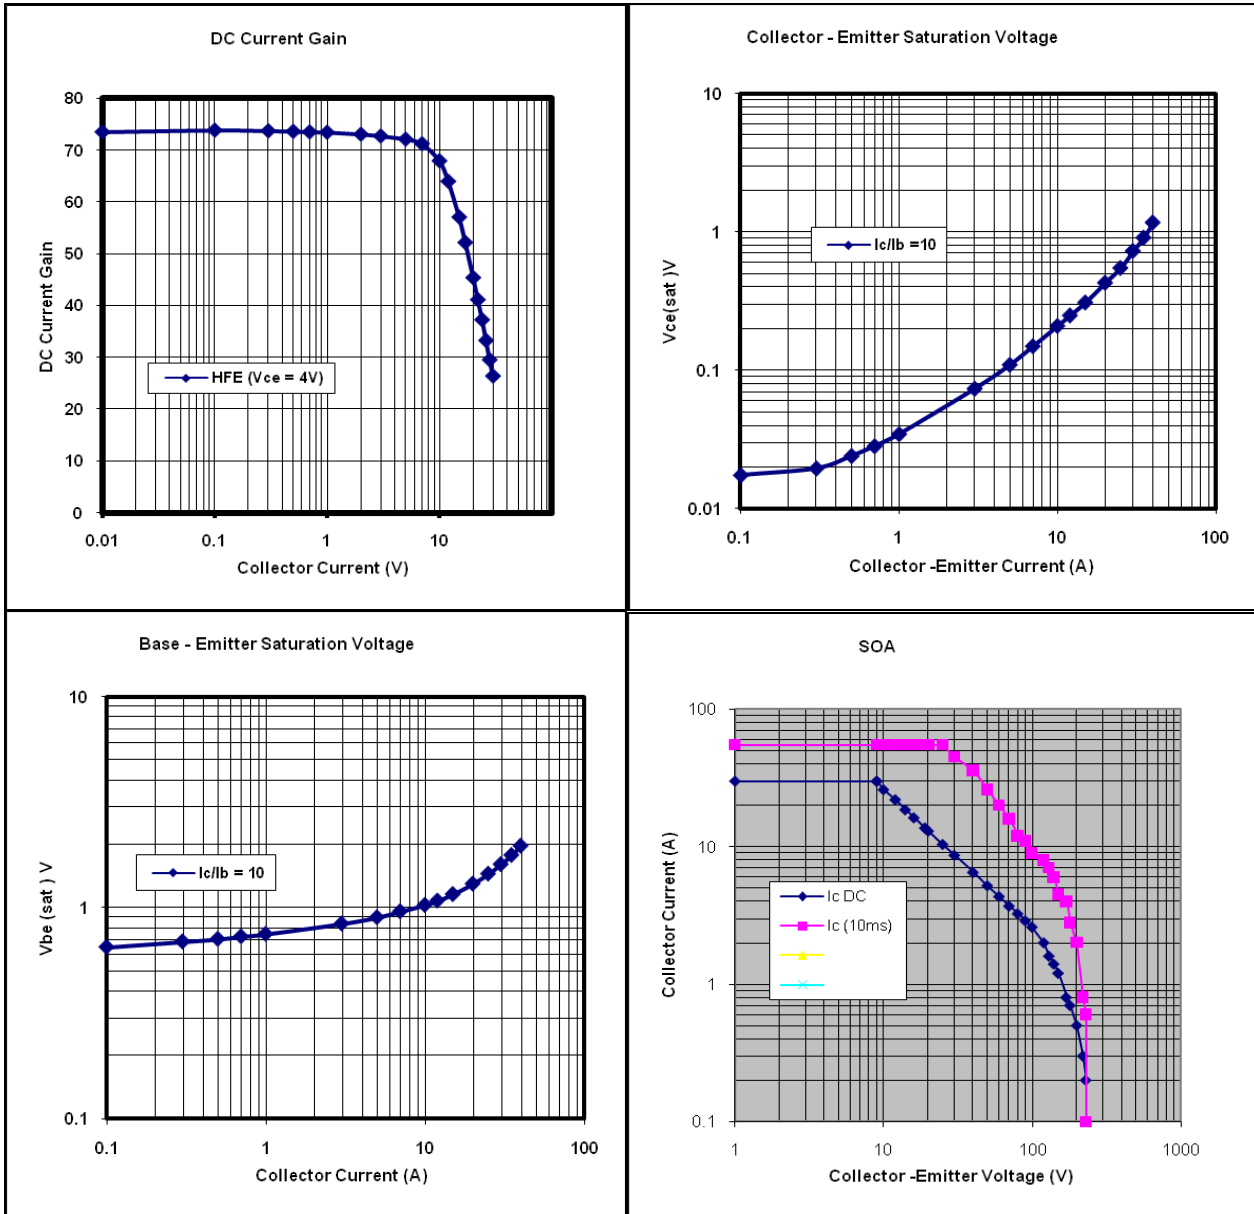 DC Current Gain
80
70
60
50
40
30
20
10
0
DC Current Gain
HFE (Vce = 4V)
0.01 0.1 1 10
Collector Current (V)
Collector - Emitter Saturation Voltage
10
1
0.1
0.01
Vce(sat )V
Ic/Ib =10
0.1 1 10 100
Collector -Emitter Current (A)
Base - Emitter Saturation Voltage
10
1
0.1
Vbe (sat ) V
Ic/Ib = 10
0.1 1 10 100
Collector Current (A)
SOA
100
10
1
0.1
Collector Current (A)
Ic DC
Ic (10ms)
1 10 100 1000
Collector -Emitter Voltage (V)